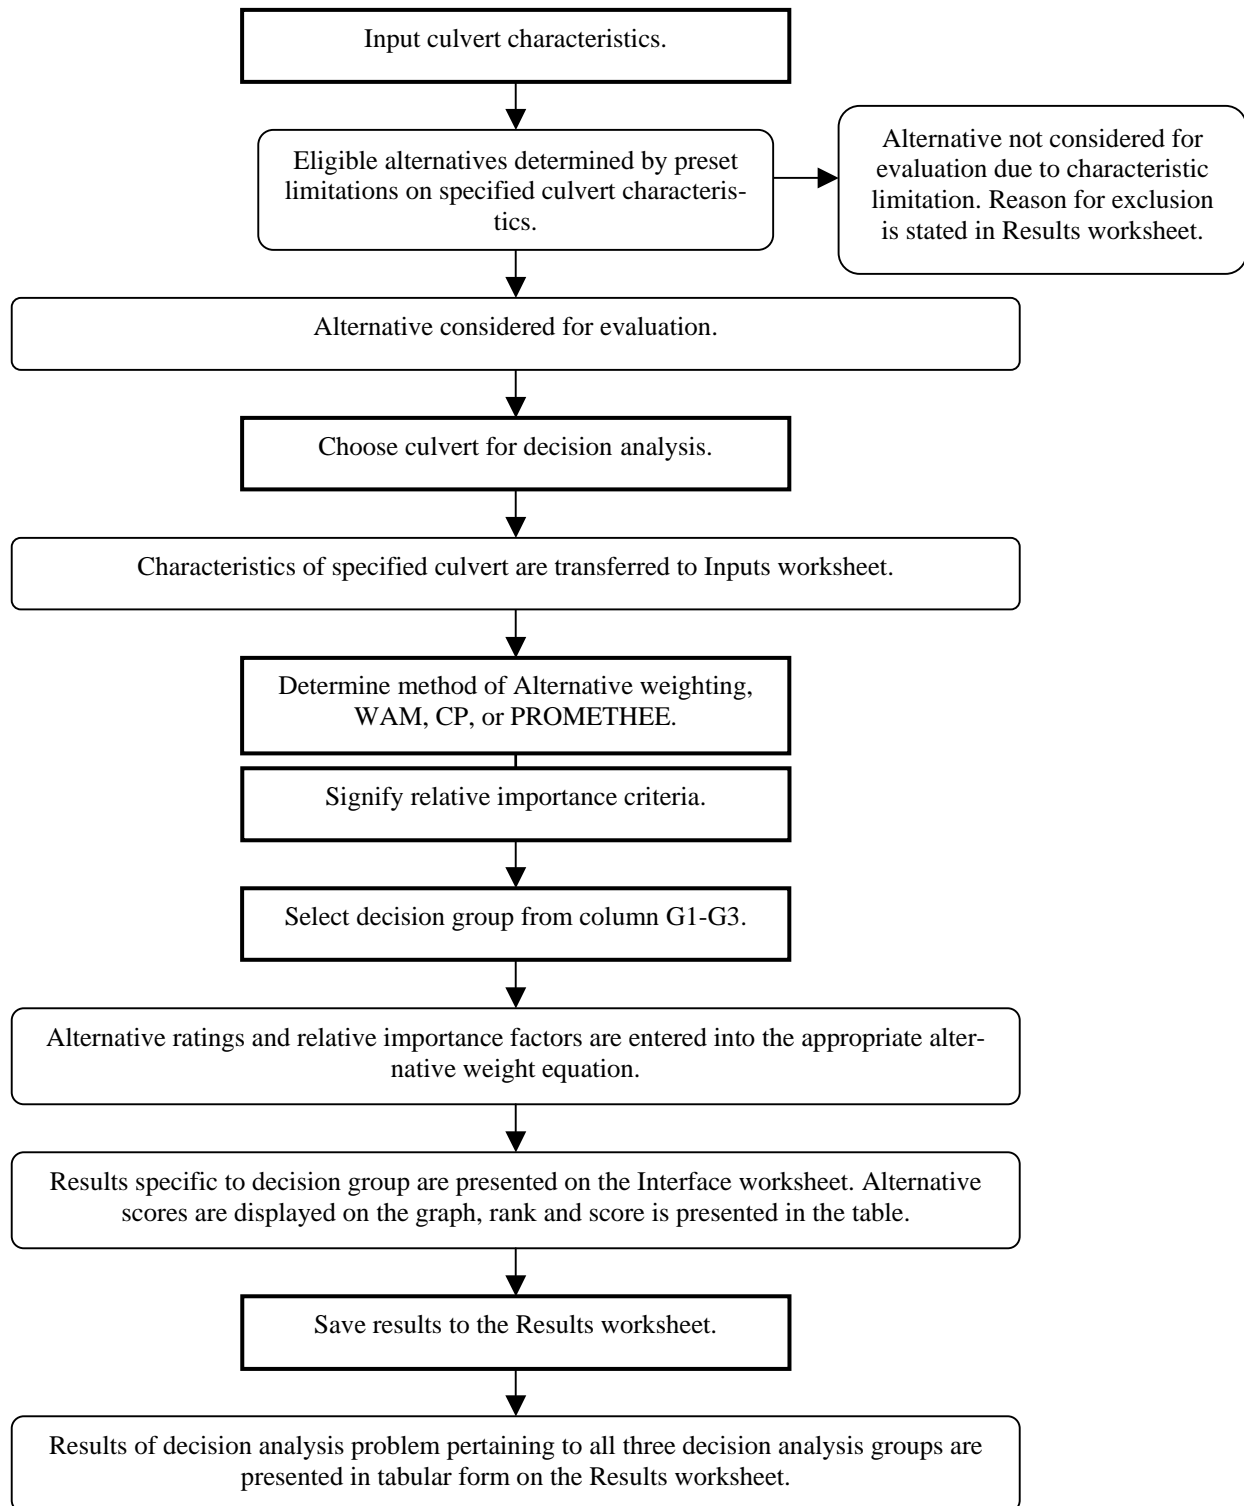 Input culvert characteristics.
Eligible alternatives determined by preset
limitations on specified culvert characteris-
tics.
Alternative not considered for
evaluation due to characteristic
limitation. Reason for exclusion
is stated in Results worksheet.
Alternative considered for evaluation.
Choose culvert for decision analysis.
Characteristics of specified culvert are transferred to Inputs worksheet.
Determine method of Alternative weighting,
WAM, CP, or PROMETHEE.
Signify relative importance criteria.
Select decision group from column G1-G3.
Alternative ratings and relative importance factors are entered into the appropriate alter-
native weight equation.
Results specific to decision group are presented on the Interface worksheet. Alternative
scores are displayed on the graph, rank and score is presented in the table.
Save results to the Results worksheet.
Results of decision analysis problem pertaining to all three decision analysis groups are
presented in tabular form on the Results worksheet.